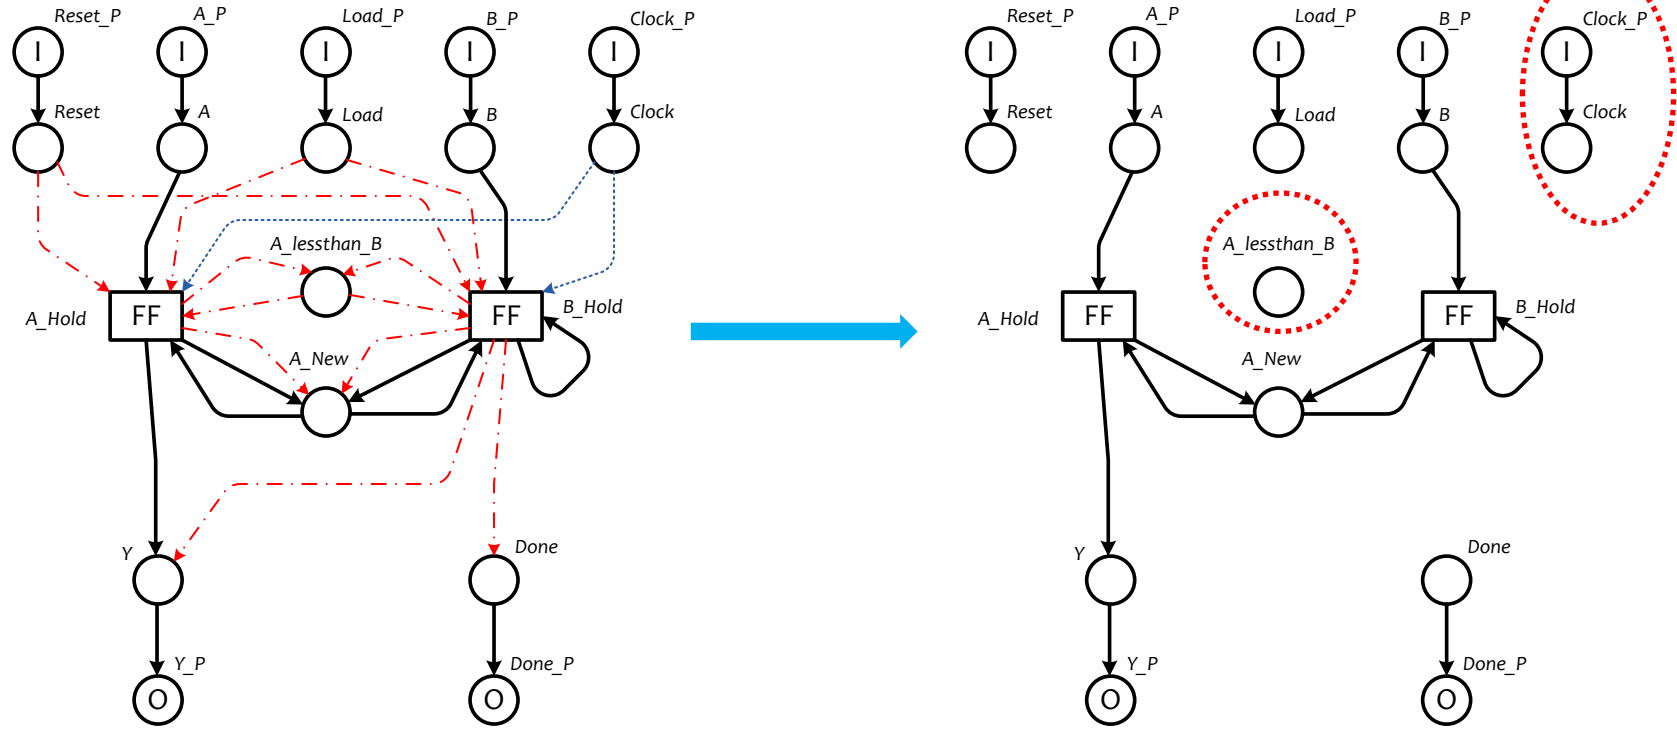 Reset_P A_P Load_P B_P Clock_P
I I I I I
Reset A Load B Clock
A_lessthan_B
A_Hold FF FF B_Hold
A_New
Y Done
Y_P Done_P
O O
Reset_P A_P Load_P B_P Clock_P
I I I I I
Reset A Load B Clock
A_lessthan_B
A_Hold FF FF B_Hold
A_New
Y Done
Y_P Done_P
O O